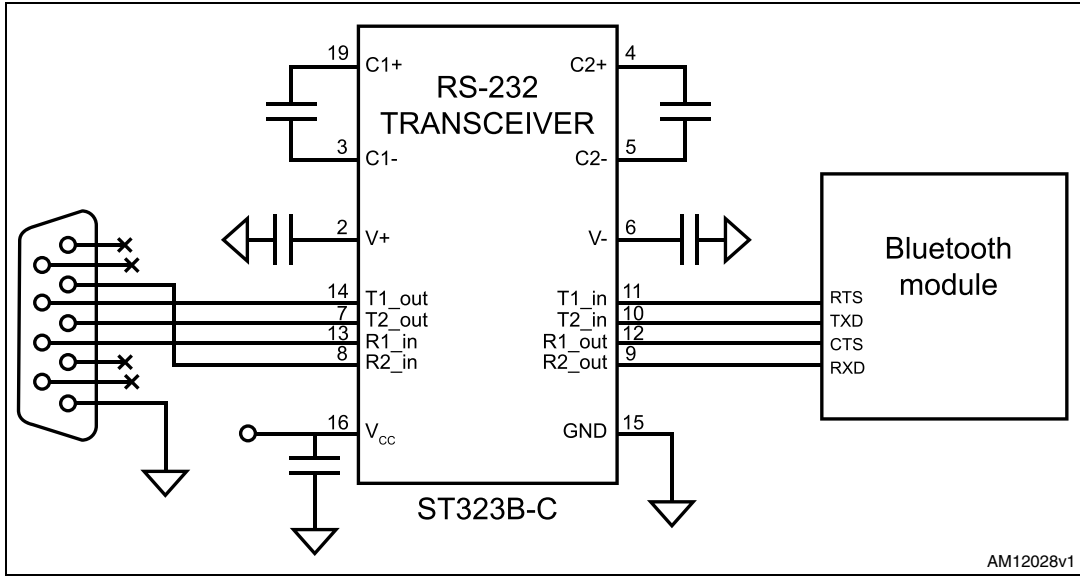 19
C1+
C2+
4
RS-232
TRANSCEIVER
3
C1-
C2-
5
2
V+
V-
6
Bluetooth
module
14
T1_out
T1_in
11
RTS
7
T2_out
T2_in
10
TXD
13
R1_in
R1_out
12
CTS
8
R2_in
R2_out
9
RXD
16
VCC
GND
15
ST323B-C
AM12028v1